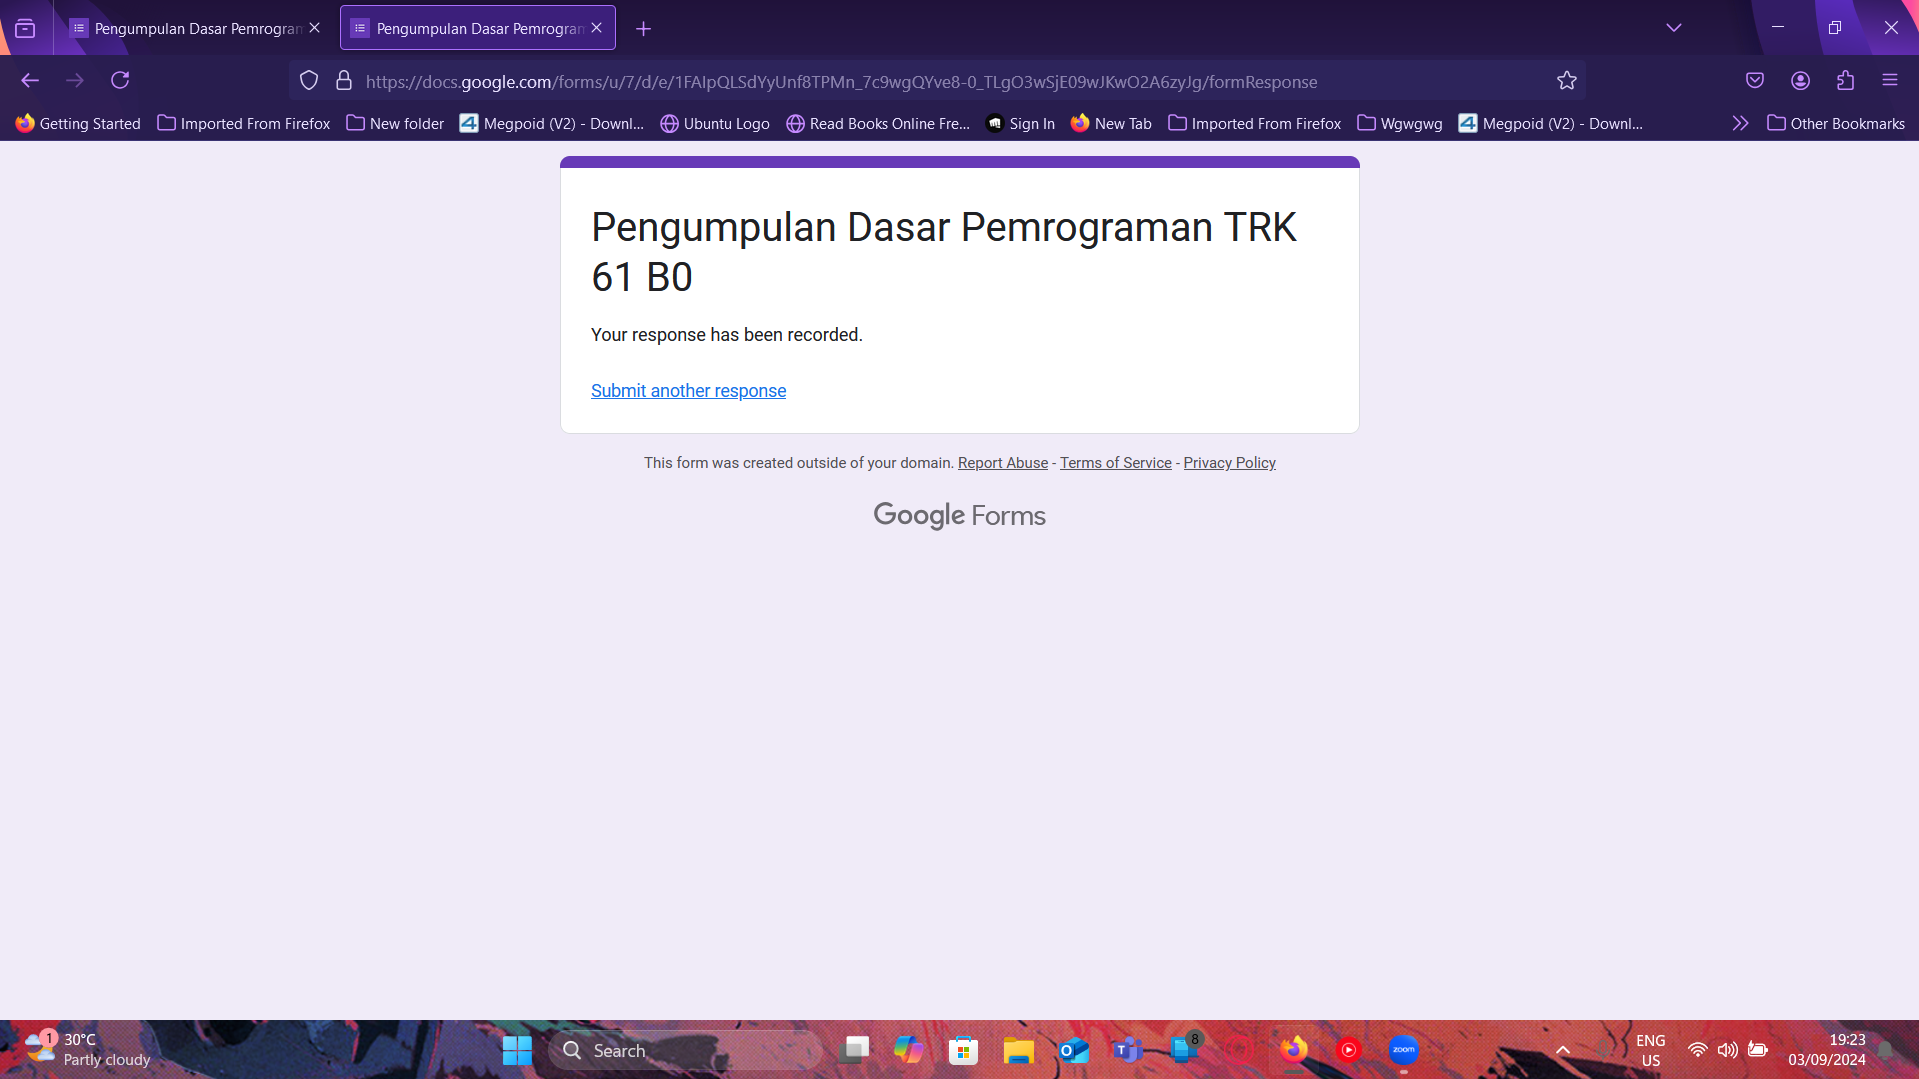 Pengumpulan Dasar Pemrogram
Pengumpulan Dasar Pemrogram
https://docs.google.com/forms/u/7/d/e/1FAIpQLSdYyUnf8TPMn_7c9wgQYve8-0_TLgO3wSjE09wJKwO2A6zyJg/formResponse
Getting Started Imported From Firefox New folder Megpoid (V2) - Downl... Ubuntu Logo Read Books Online Fre... Sign In New Tab Imported From Firefox Wgwgwg Megpoid (V2) - Downl... Other Bookmarks
Pengumpulan Dasar Pemrograman TRK
61 B0
Your response has been recorded.
Submit another response
This form was created outside of your domain. Report Abuse - Terms of Service - Privacy Policy
Google Forms
1
30°C
Partly cloudy
Search
8
zoom
ENG
US
19:23
03/09/2024